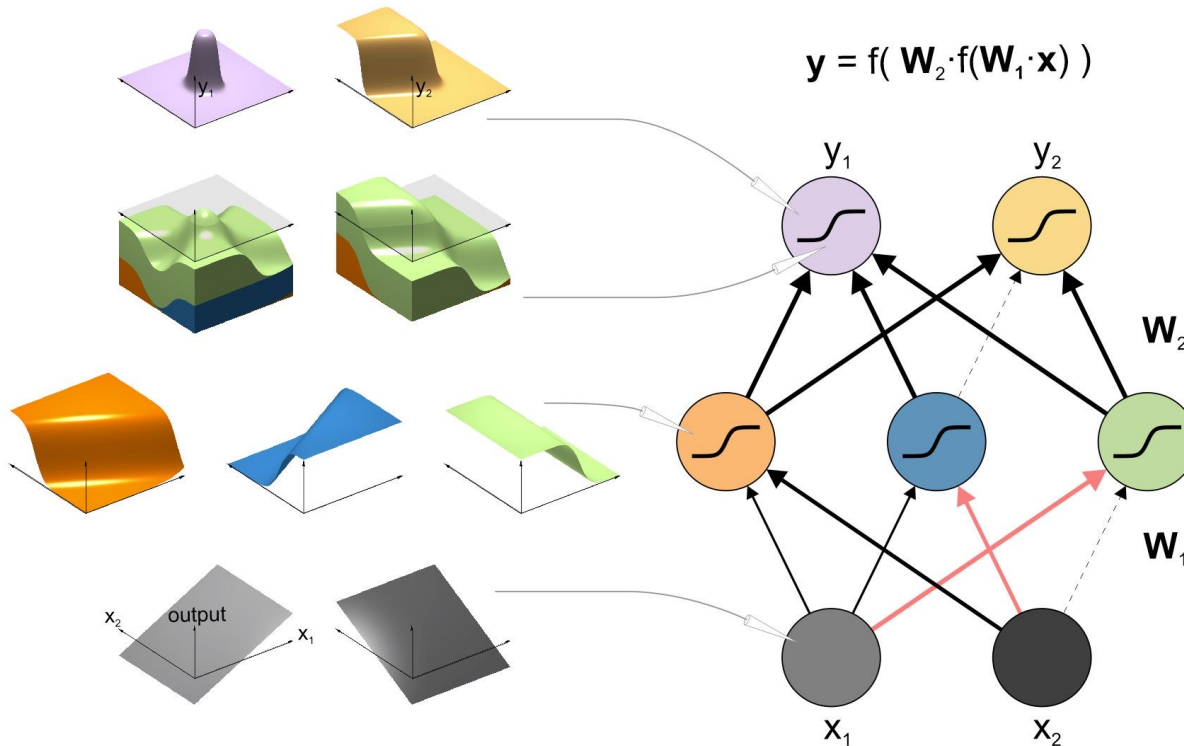 y = f( W₂·f(W₁·x) )
y₁
y₂
y₁
y₂
W₂
W₁
output
x₂
x₁
x₁
x₂